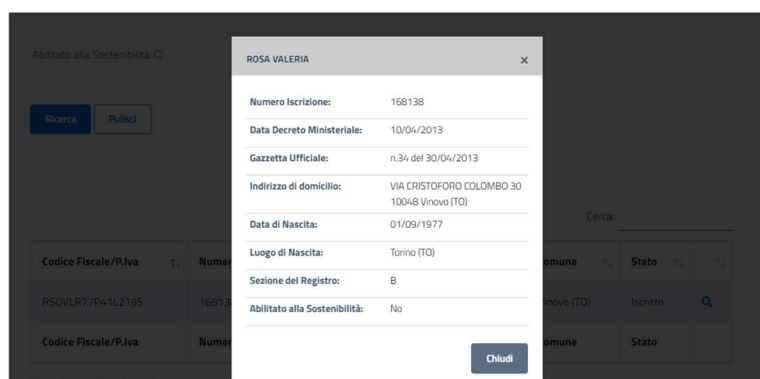 Abilitato alla Sostenibilità:
ROSA VALERIA ×
Numero Iscrizione: 168138
Ricerca Pulisci
Data Decreto Ministeriale: 10/04/2013
Gazzetta Ufficiale: n.34 del 30/04/2013
Indirizzo di domicilio: VIA CRISTOFORO COLOMBO 30
10048 Vinovo (TO)
Cerca:
Data di Nascita: 01/09/1977
Luogo di Nascita: Torino (TO)
Codice Fiscale/P.Iva Numer omune Stato
Sezione del Registro: B
RSOVLR77P41L219S 16813 inovo (TO) Iscritto
Abilitato alla Sostenibilità: No
Codice Fiscale/P.Iva Numer omune Stato
Chiudi